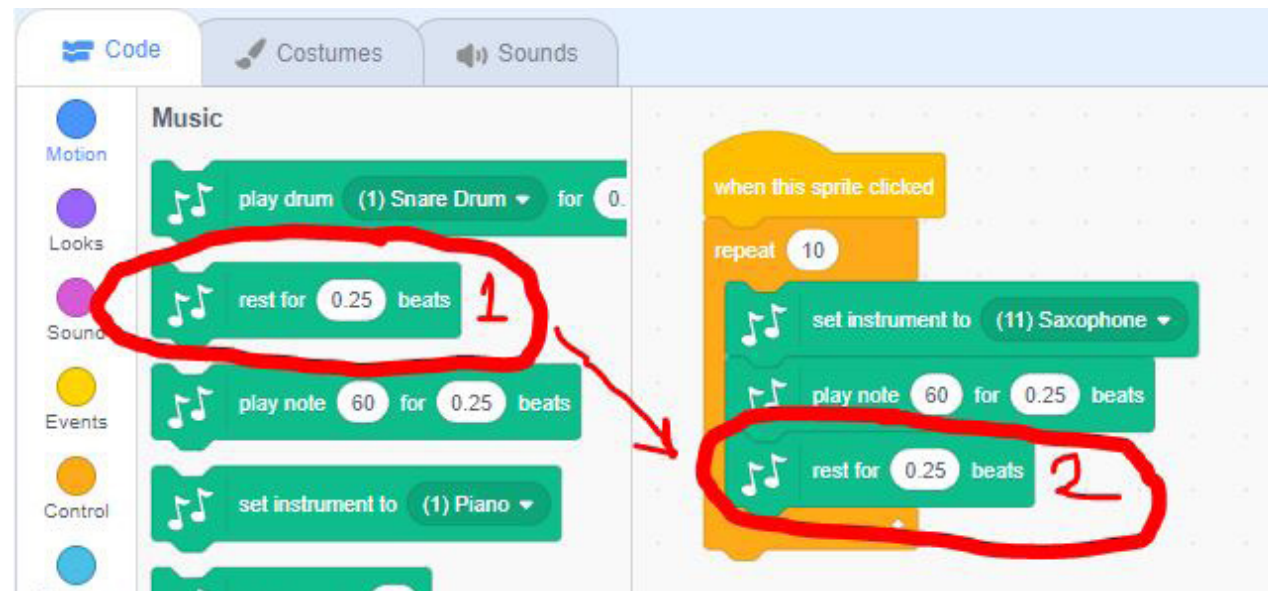 Code
Costumes
Sounds
Motion
Looks
Sound
Events
Control
Music
play drum (1) Snare Drum for 0.
rest for 0.25 beats
1
play note 60 for 0.25 beats
set instrument to (1) Piano
when this sprite clicked
repeat 10
set instrument to (11) Saxophone
play note 60 for 0.25 beats
rest for 0.25 beats
2